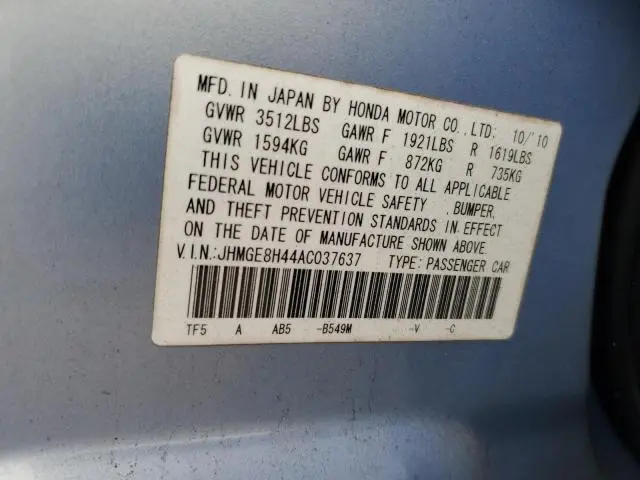 MFD. IN JAPAN BY HONDA MOTOR CO., LTD. 10/'10
GVWR 3512LBS GAWR F 1921LBS R 1619LBS
GVWR 1594KG GAWR F 872KG R 735KG
THIS VEHICLE CONFORMS TO ALL APPLICABLE
FEDERAL MOTOR VEHICLE SAFETY , BUMPER,
AND THEFT PREVENTION STANDARDS IN EFFECT
ON THE DATE OF MANUFACTURE SHOWN ABOVE.
V.I.N.:JHMGE8H44AC037637 TYPE:PASSENGER CAR
TF5 A AB5 -B549M -V -C